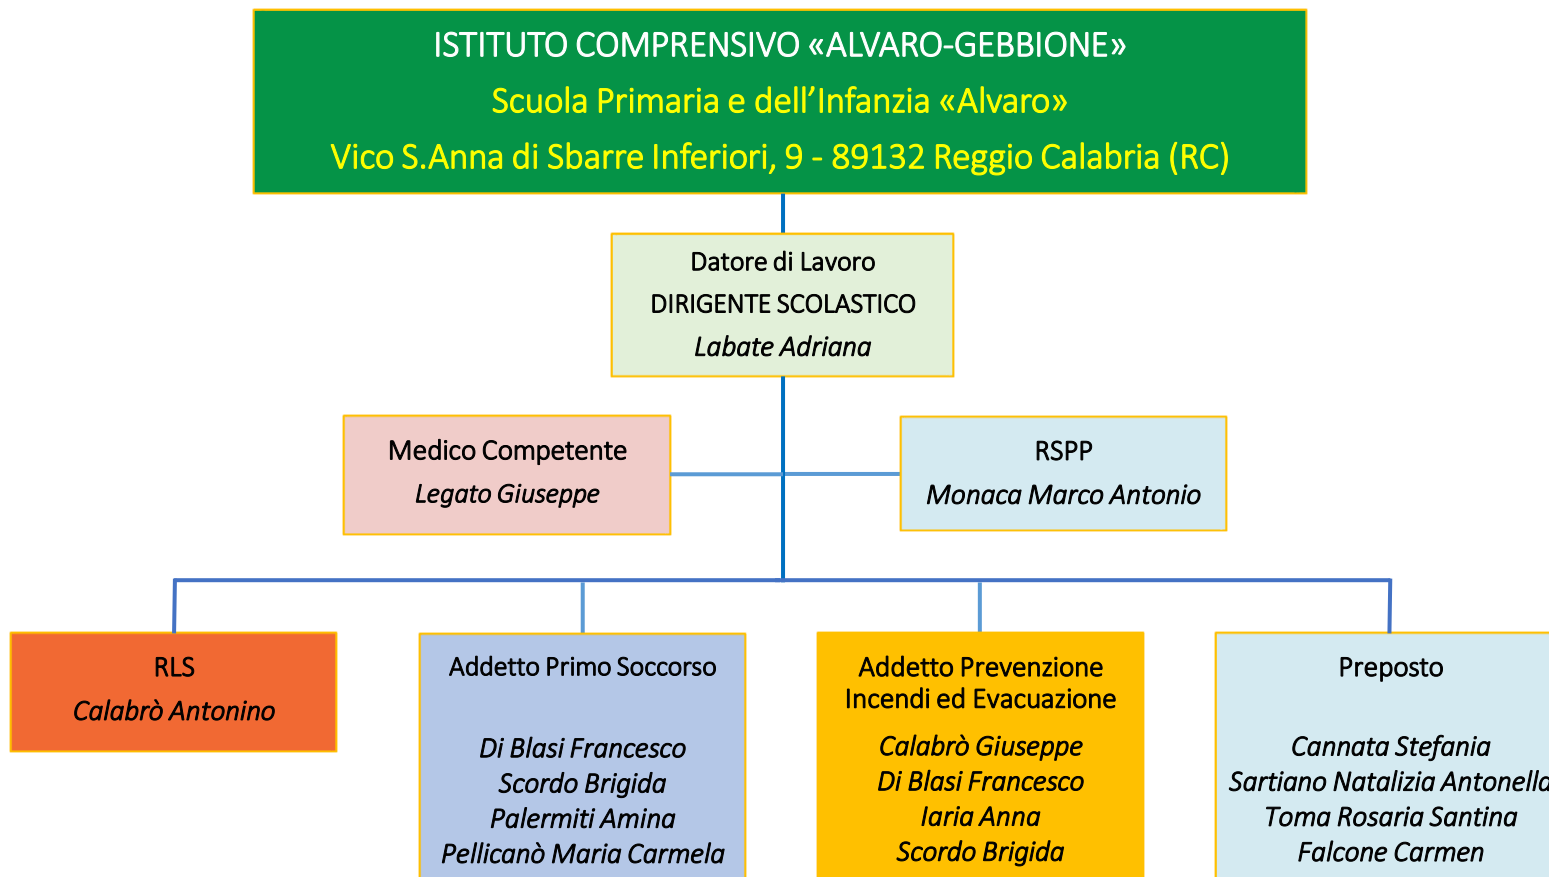 ISTITUTO COMPRENSIVO «ALVARO-GEBBIONE»
Scuola Primaria e dell’Infanzia «Alvaro»
Vico S.Anna di Sbarre Inferiori, 9 - 89132 Reggio Calabria (RC)
Datore di Lavoro
DIRIGENTE SCOLASTICO
Labate Adriana
Medico Competente
Legato Giuseppe
RSPP
Monaca Marco Antonio
RLS
Calabrò Antonino
Addetto Primo Soccorso
Di Blasi Francesco
Scordo Brigida
Palermiti Amina
Pellicanò Maria Carmela
Addetto Prevenzione
Incendi ed Evacuazione
Calabrò Giuseppe
Di Blasi Francesco
Iaria Anna
Scordo Brigida
Preposto
Cannata Stefania
Sartiano Natalizia Antonella
Toma Rosaria Santina
Falcone Carmen